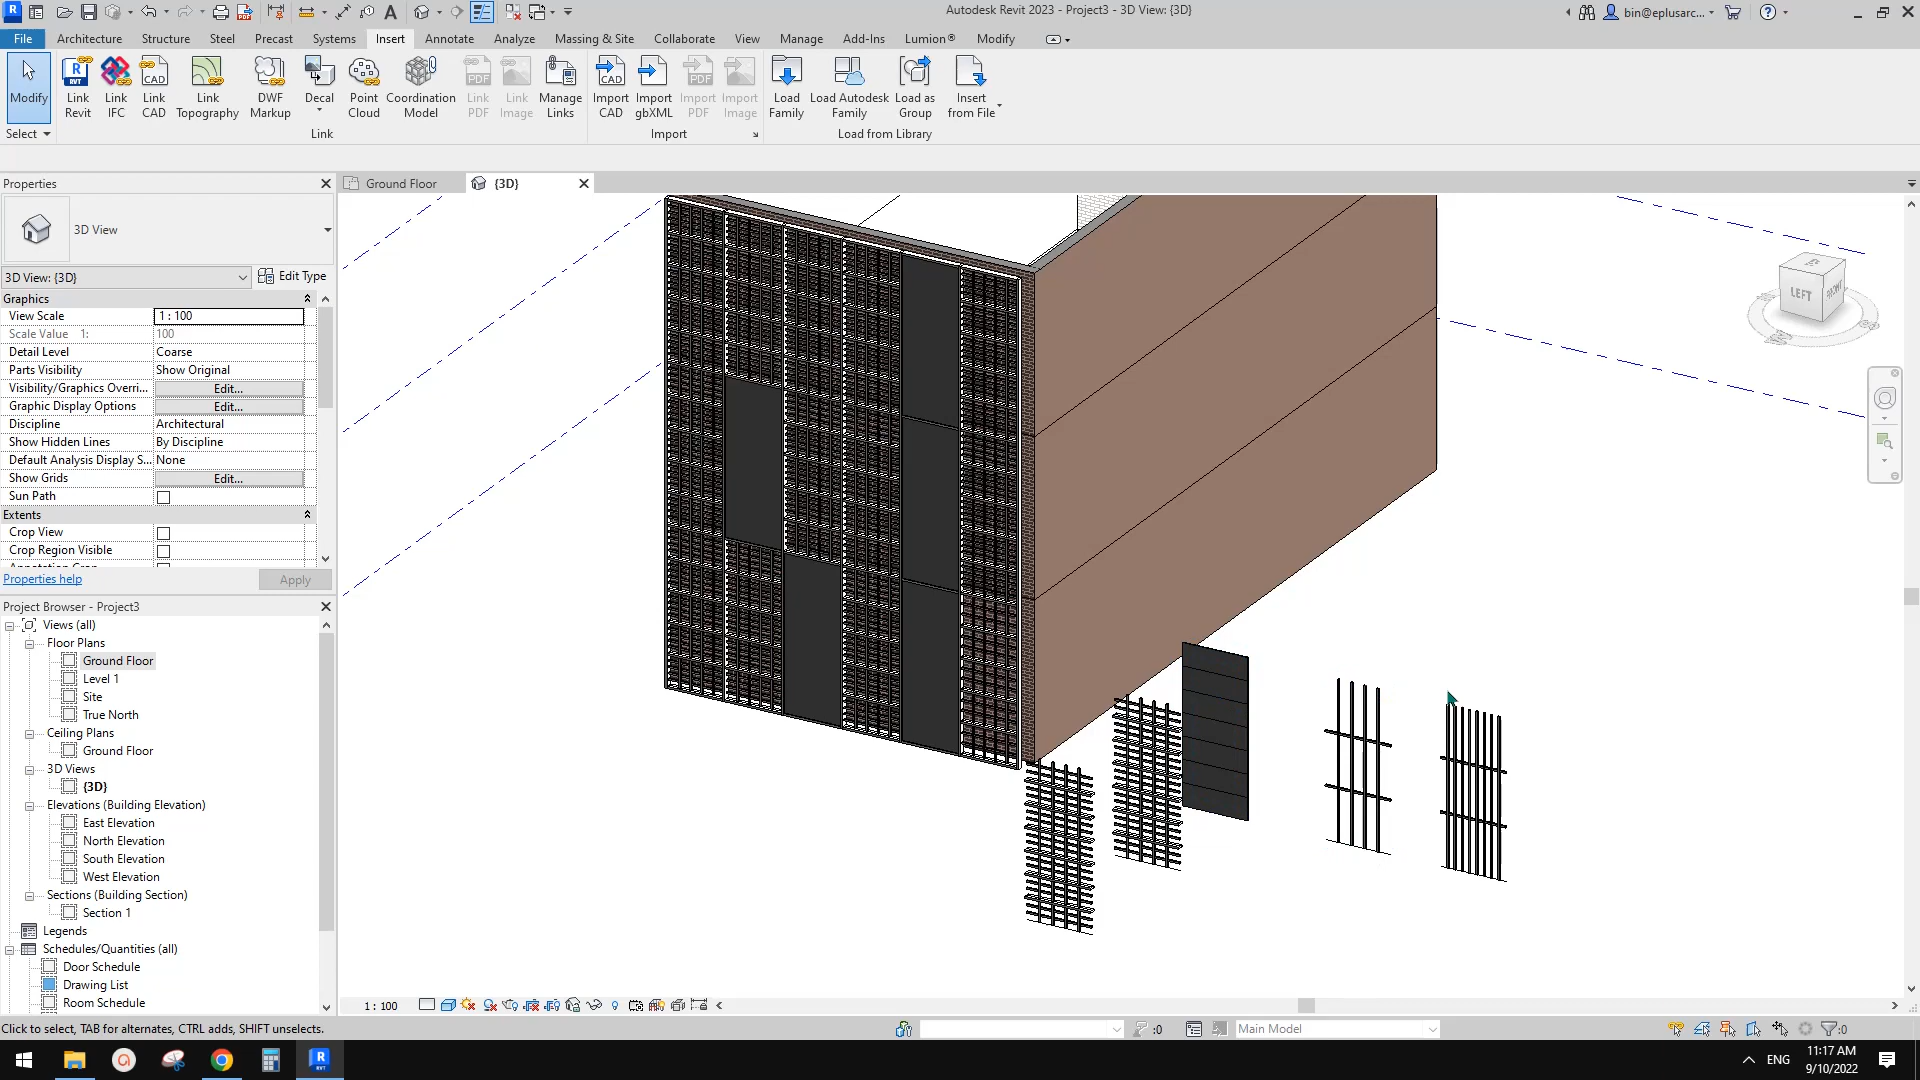 Autodesk Revit 2023 - Project3 - 3D View: {3D}
bin@eplusarc...
File Architecture Structure Steel Precast Systems Insert Annotate Analyze Massing & Site Collaborate View Manage Add-Ins Lumion® Modify
Modify
Link Revit
Link IFC
Link CAD
Link Topography
DWF Markup
Decal
Point Cloud
Coordination Model
Link PDF
Link Image
Manage Links
Import CAD
Import gbXML
Import PDF
Import Image
Load Family
Load Autodesk Family
Load as Group
Insert from File
Select
Link
Import
Load from Library
Properties
Ground Floor
{3D}
3D View
3D View: {3D}
Edit Type
Graphics
View Scale 1 : 100
Scale Value 1: 100
Detail Level Coarse
Parts Visibility Show Original
Visibility/Graphics Overri... Edit...
Graphic Display Options Edit...
Discipline Architectural
Show Hidden Lines By Discipline
Default Analysis Display S... None
Show Grids Edit...
Sun Path
Extents
Crop View
Crop Region Visible
Properties help
Apply
LEFT
FRONT
Project Browser - Project3
Views (all)
Floor Plans
Ground Floor
Level 1
Site
True North
Ceiling Plans
Ground Floor
3D Views
{3D}
Elevations (Building Elevation)
East Elevation
North Elevation
South Elevation
West Elevation
Sections (Building Section)
Section 1
Legends
Schedules/Quantities (all)
Door Schedule
Drawing List
Room Schedule
1 : 100
Click to select, TAB for alternates, CTRL adds, SHIFT unselects.
:0
Main Model
:0
ENG
11:17 AM
9/10/2022